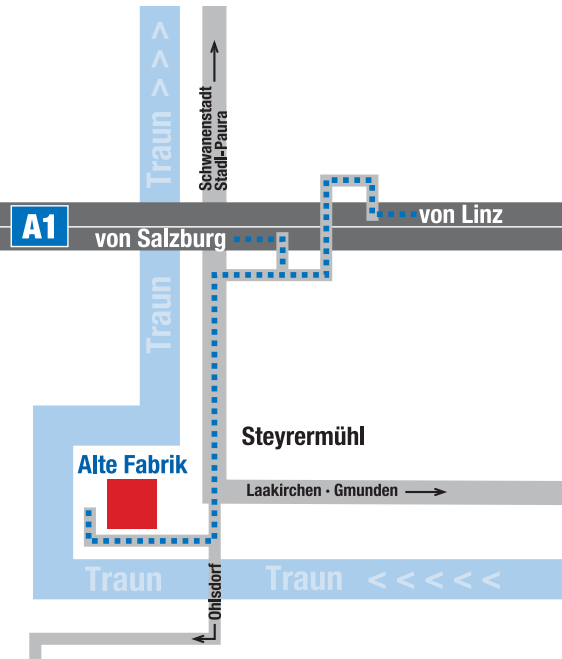 Traun > > >
Schwanenstadt
Stadl-Paura
A1
von Linz
von Salzburg
Traun
Steyrermühl
Alte Fabrik
Laakirchen · Gmunden
Traun
Traun < < < < <
Ohlsdorf